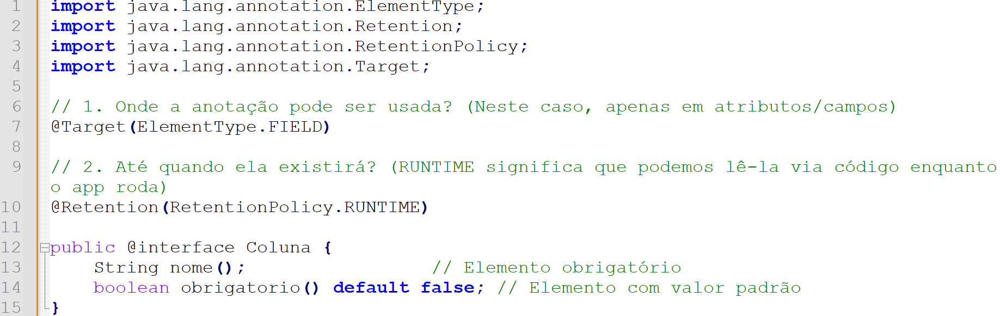 1 import java.lang.annotation.ElementType;
2 import java.lang.annotation.Retention;
3 import java.lang.annotation.RetentionPolicy;
4 import java.lang.annotation.Target;
5
6 // 1. Onde a anotação pode ser usada? (Neste caso, apenas em atributos/campos)
7 @Target(ElementType.FIELD)
8
9 // 2. Até quando ela existirá? (RUNTIME significa que podemos lê-la via código enquanto
o app roda)
10 @Retention(RetentionPolicy.RUNTIME)
11
12 public @interface Coluna {
13     String nome();                 // Elemento obrigatório
14     boolean obrigatorio() default false; // Elemento com valor padrão
15 }